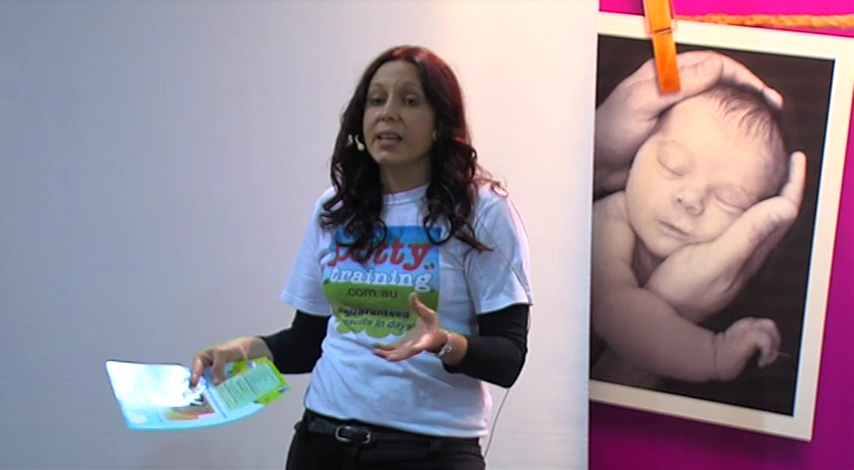 potty
training
.com.au
guaranteed
results in days!